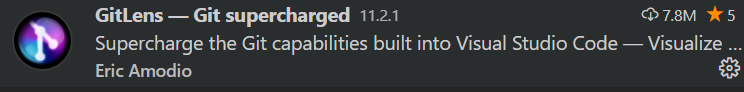 GitLens — Git supercharged 11.2.1 7.8M 5
Supercharge the Git capabilities built into Visual Studio Code — Visualize ...
Eric Amodio